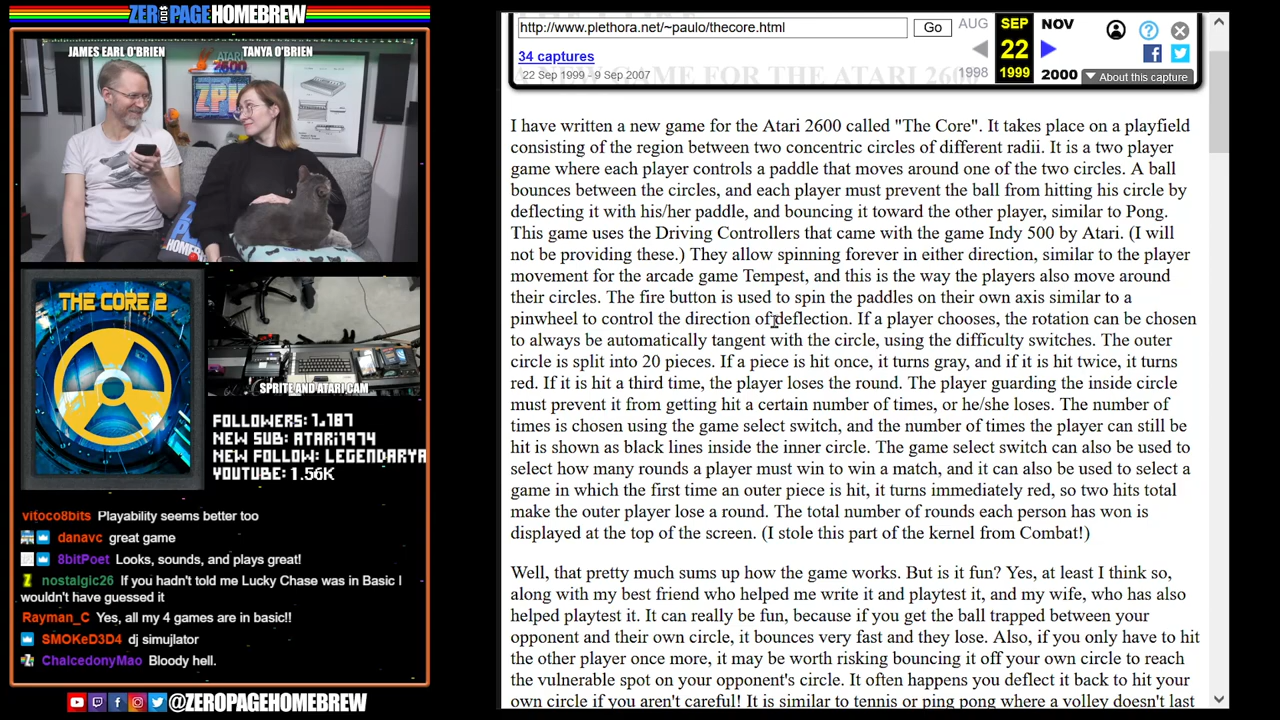 ZERO PAGE HOMEBREW
JAMES EARL O'BRIEN
TANYA O'BRIEN
ATARI
2600
ZPH
THE CORE 2
SPRITE AND ATARI CAM
FOLLOWERS: 1,187
NEW SUB: ATARI1974
NEW FOLLOW: LEGENDARYA
YOUTUBE: 1.56K
vitoco8bits Playability seems better too
danavc great game
8bitPoet Looks, sounds, and plays great!
nostalgic26 If you hadn't told me Lucky Chase was in Basic I
wouldn't have guessed it
Rayman_C Yes, all my 4 games are in basic!!
SMOKeD3D4 dj simujlator
ChalcedonyMao Bloody hell.
@ZEROPAGEHOMEBREW
http://www.plethora.net/~paulo/thecore.html
Go
AUG
SEP
NOV
22
34 captures
22 Sep 1999 - 9 Sep 2007
1998
1999
2000
About this capture
A NEW GAME FOR THE ATARI 2600
I have written a new game for the Atari 2600 called "The Core". It takes place on a playfield
consisting of the region between two concentric circles of different radii. It is a two player
game where each player controls a paddle that moves around one of the two circles. A ball
bounces between the circles, and each player must prevent the ball from hitting his circle by
deflecting it with his/her paddle, and bouncing it toward the other player, similar to Pong.
This game uses the Driving Controllers that came with the game Indy 500 by Atari. (I will
not be providing these.) They allow spinning forever in either direction, similar to the player
movement for the arcade game Tempest, and this is the way the players also move around
their circles. The fire button is used to spin the paddles on their own axis similar to a
pinwheel to control the direction of deflection. If a player chooses, the rotation can be chosen
to always be automatically tangent with the circle, using the difficulty switches. The outer
circle is split into 20 pieces. If a piece is hit once, it turns gray, and if it is hit twice, it turns
red. If it is hit a third time, the player loses the round. The player guarding the inside circle
must prevent it from getting hit a certain number of times, or he/she loses. The number of
times is chosen using the game select switch, and the number of times the player can still be
hit is shown as black lines inside the inner circle. The game select switch can also be used to
select how many rounds a player must win to win a match, and it can also be used to select a
game in which the first time an outer piece is hit, it turns immediately red, so two hits total
make the outer player lose a round. The total number of rounds each person has won is
displayed at the top of the screen. (I stole this part of the kernel from Combat!)
Well, that pretty much sums up how the game works. But is it fun? Yes, at least I think so,
along with my best friend who helped me write it and playtest it, and my wife, who has also
helped playtest it. It can really be fun, because if you get the ball trapped between your
opponent and their own circle, it bounces very fast and they lose. Also, if you only have to hit
the other player once more, it may be worth risking bouncing it off your own circle to reach
the vulnerable spot on your opponent's circle. It often happens you deflect it back to hit your
own circle if you aren't careful! It is similar to tennis or ping pong where a volley doesn't last